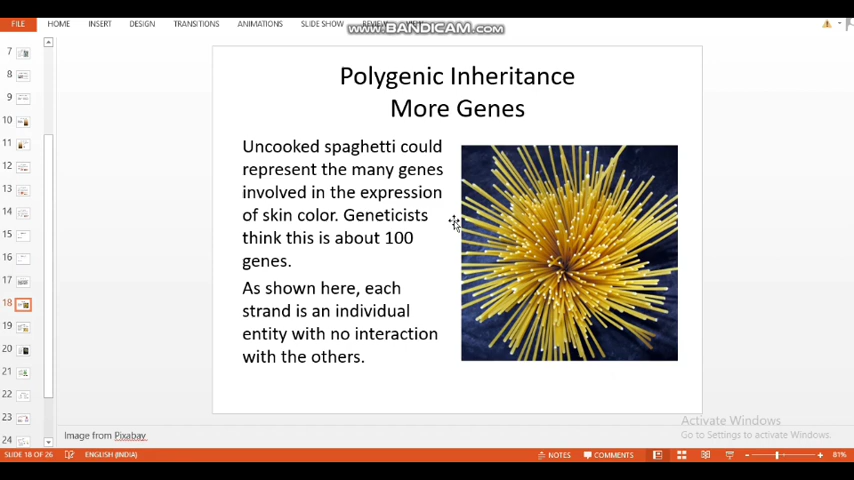 FILE HOME INSERT DESIGN TRANSITIONS ANIMATIONS SLIDE SHOW REVIEW VIEW
www.BANDICAM.com
Polygenic Inheritance
More Genes
Uncooked spaghetti could
represent the many genes
involved in the expression
of skin color. Geneticists
think this is about 100
genes.
As shown here, each
strand is an individual
entity with no interaction
with the others.
7
8
9
10
11
12
13
14
15
16
17
18
19
20
21
22
23
24
Activate Windows
Go to Settings to activate Windows.
Image from Pixabay
SLIDE 18 OF 26 ENGLISH (INDIA) NOTES COMMENTS 81%